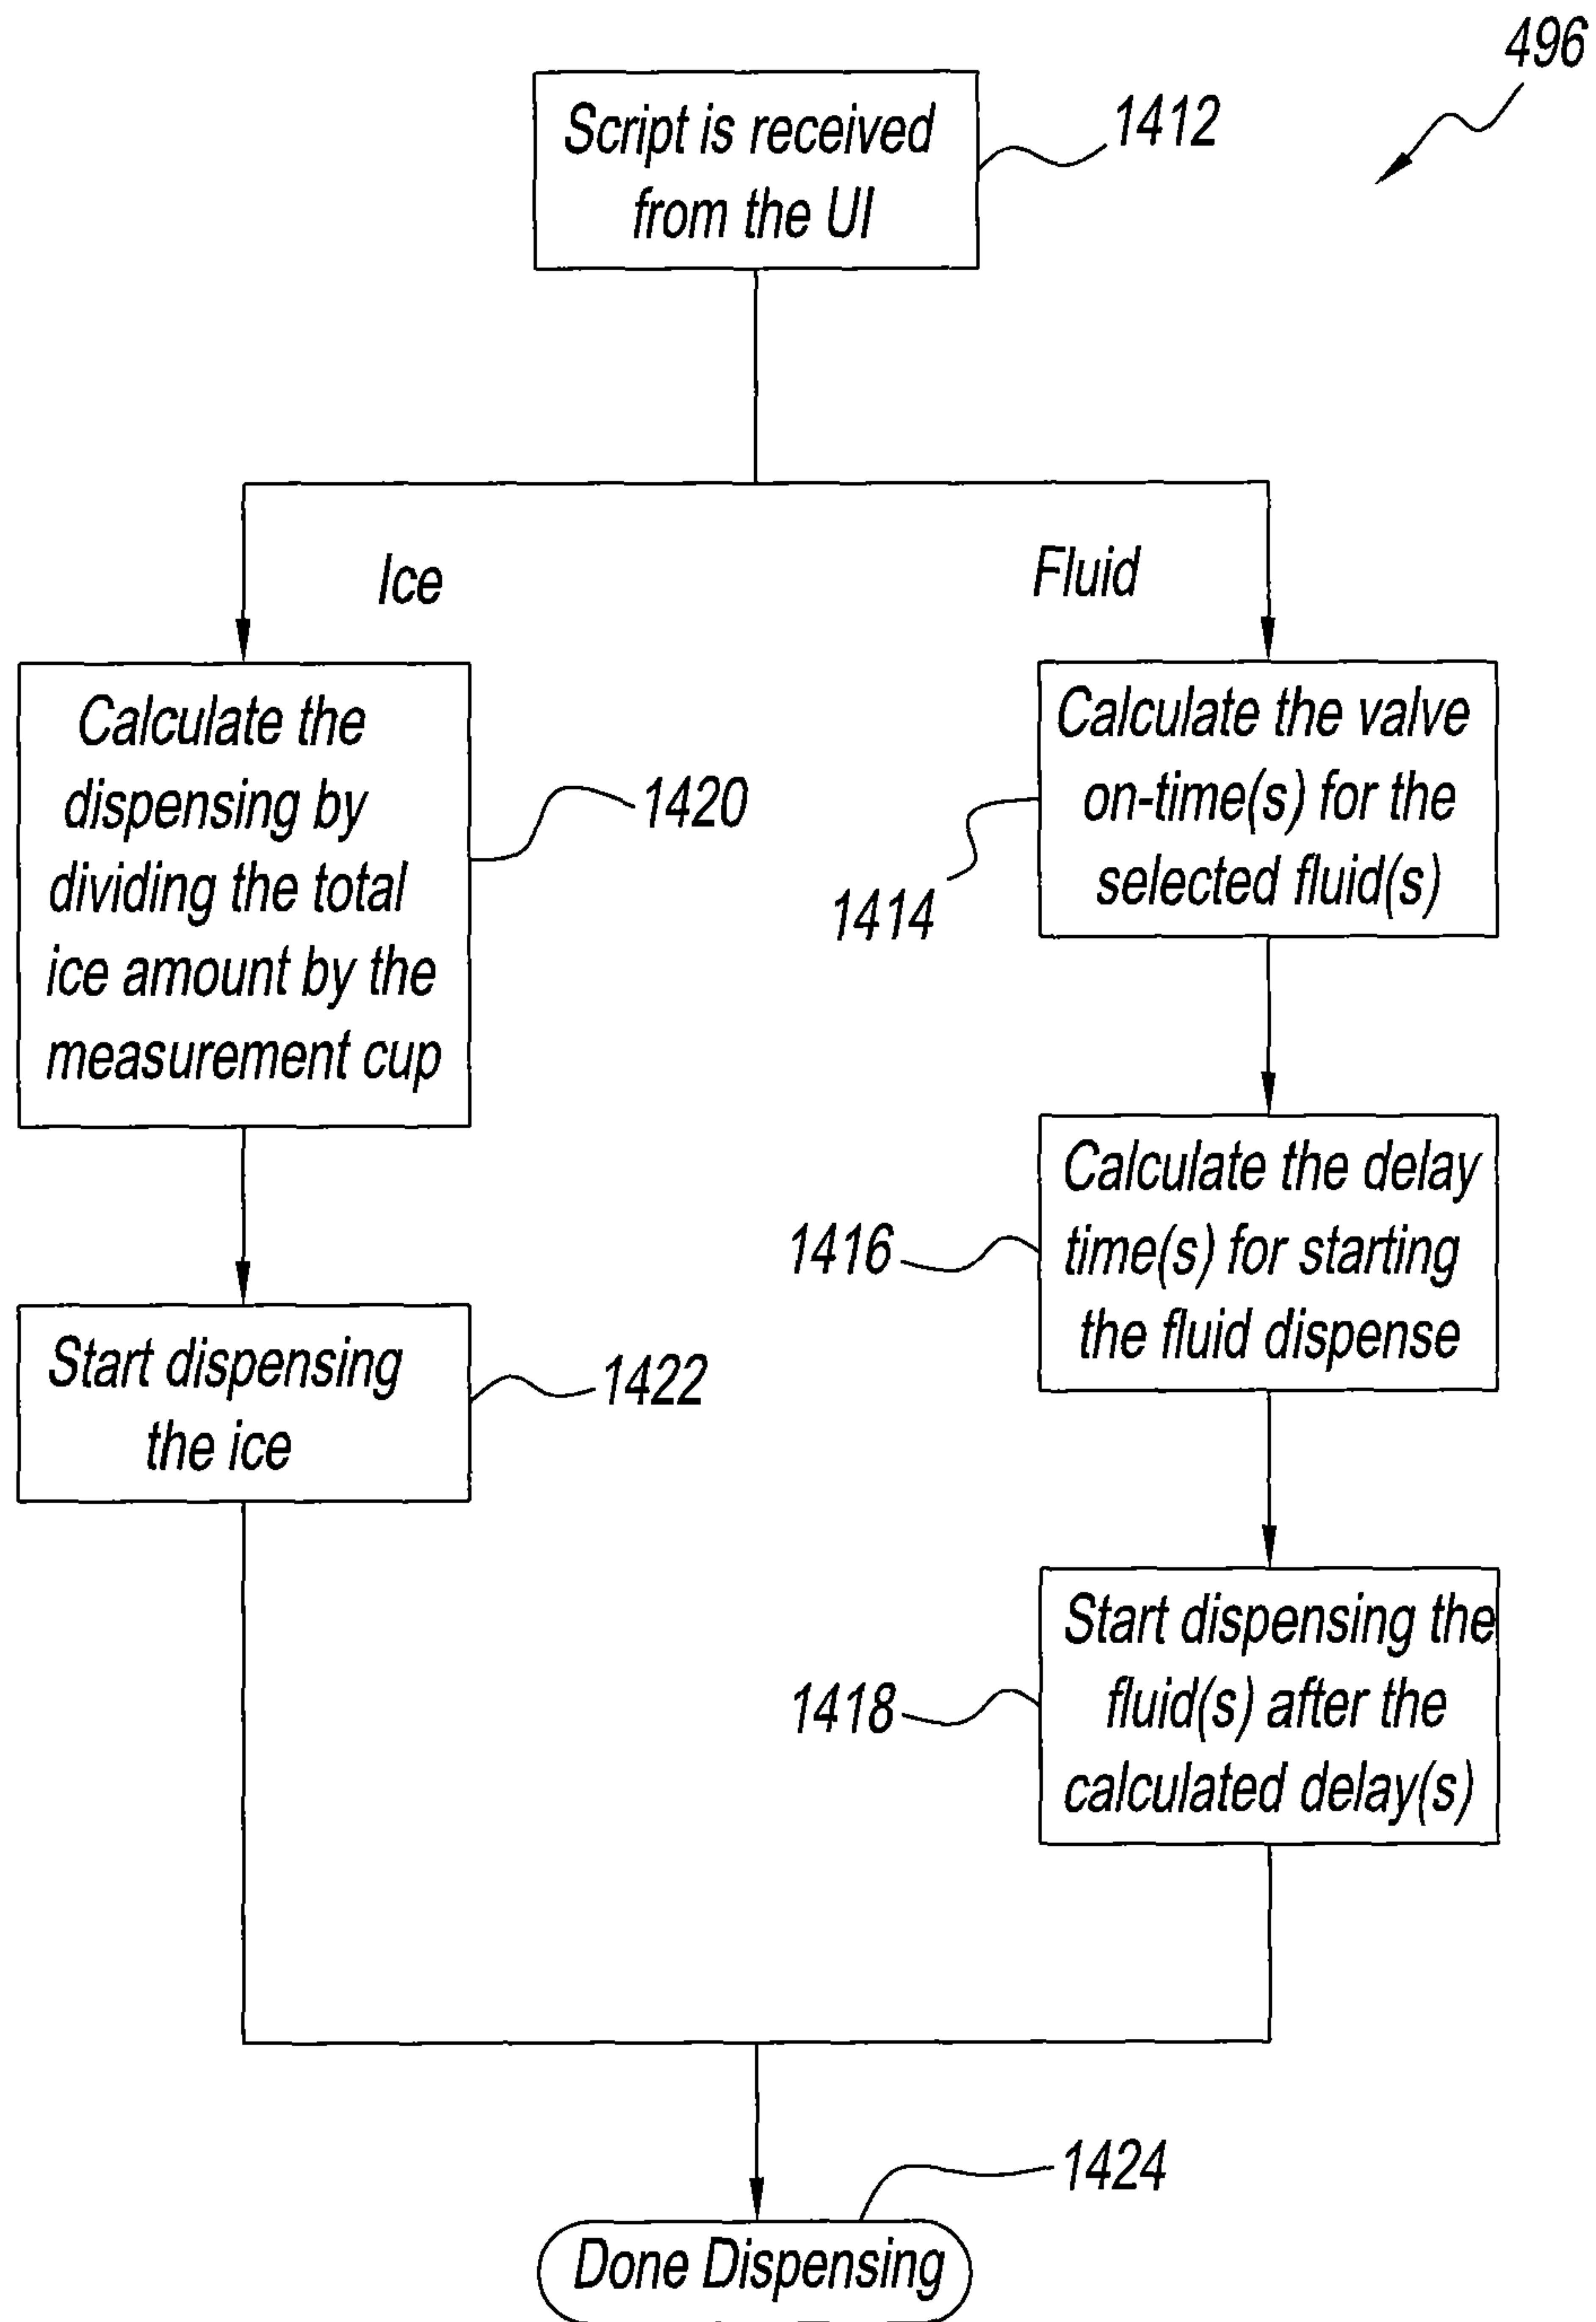 496
Script is received
from the UI
1412
Ice
Fluid
Calculate the
dispensing by
dividing the total
ice amount by the
measurement cup
1420
Calculate the valve
on-time(s) for the
selected fluid(s)
1414
Calculate the delay
time(s) for starting
the fluid dispense
1416
Start dispensing
the ice
1422
Start dispensing the
fluid(s) after the
calculated delay(s)
1418
1424
Done Dispensing